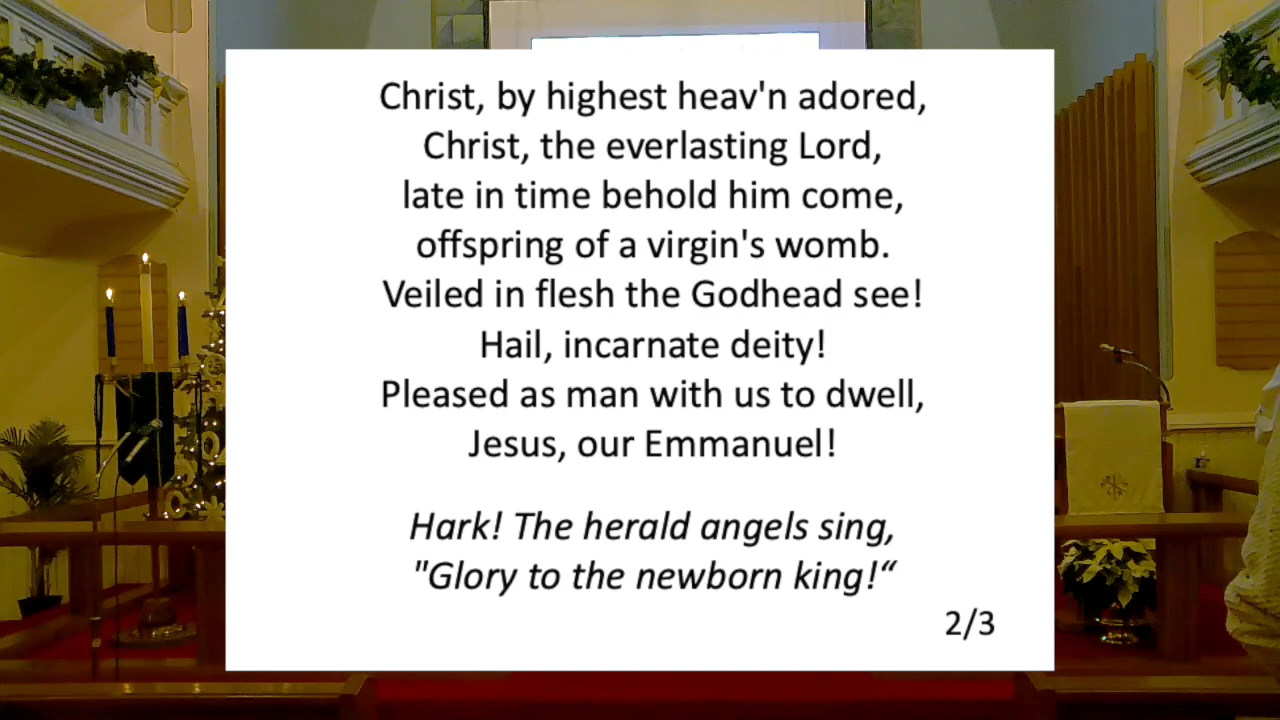 Christ, by highest heav'n adored,
Christ, the everlasting Lord,
late in time behold him come,
offspring of a virgin's womb.
Veiled in flesh the Godhead see!
Hail, incarnate deity!
Pleased as man with us to dwell,
Jesus, our Emmanuel!
Hark! The herald angels sing,
"Glory to the newborn king!“
2/3